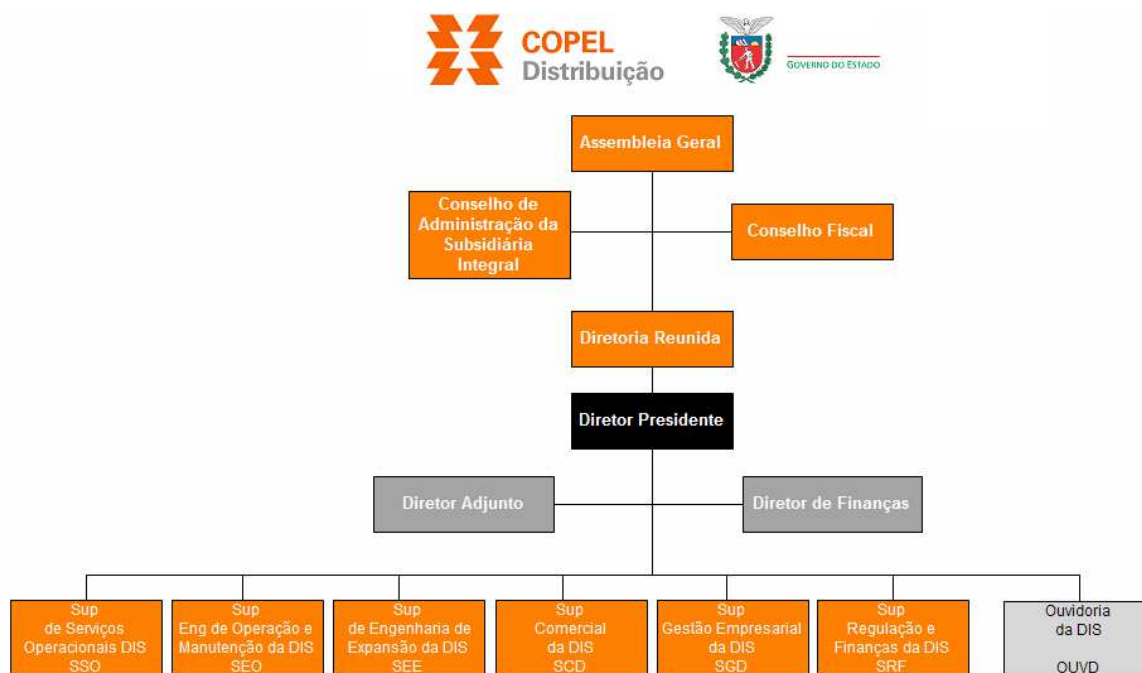 COPEL
Distribuição
GOVERNO DO ESTADO
Assembleia Geral
Conselho de
Administração da
Subsidiária
Integral
Conselho Fiscal
Diretoria Reunida
Diretor Presidente
Diretor Adjunto
Diretor de Finanças
Sup
de Serviços
Operacionais DIS
SSO
Sup
Eng de Operação e
Manutenção da DIS
SEO
Sup
de Engenharia de
Expansão da DIS
SEE
Sup
Comercial
da DIS
SCD
Sup
Gestão Empresarial
da DIS
SGD
Sup
Regulação e
Finanças da DIS
SRF
Ouvidoria
da DIS
OUVD